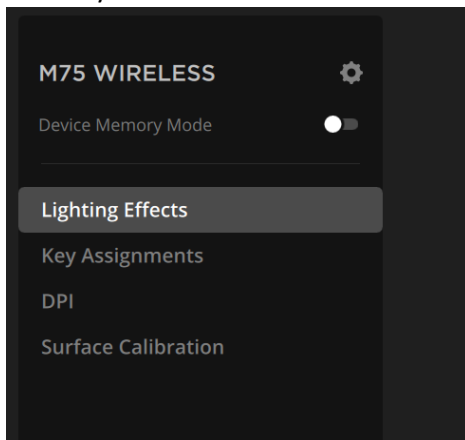 M75 WIRELESS
Device Memory Mode
Lighting Effects
Key Assignments
DPI
Surface Calibration